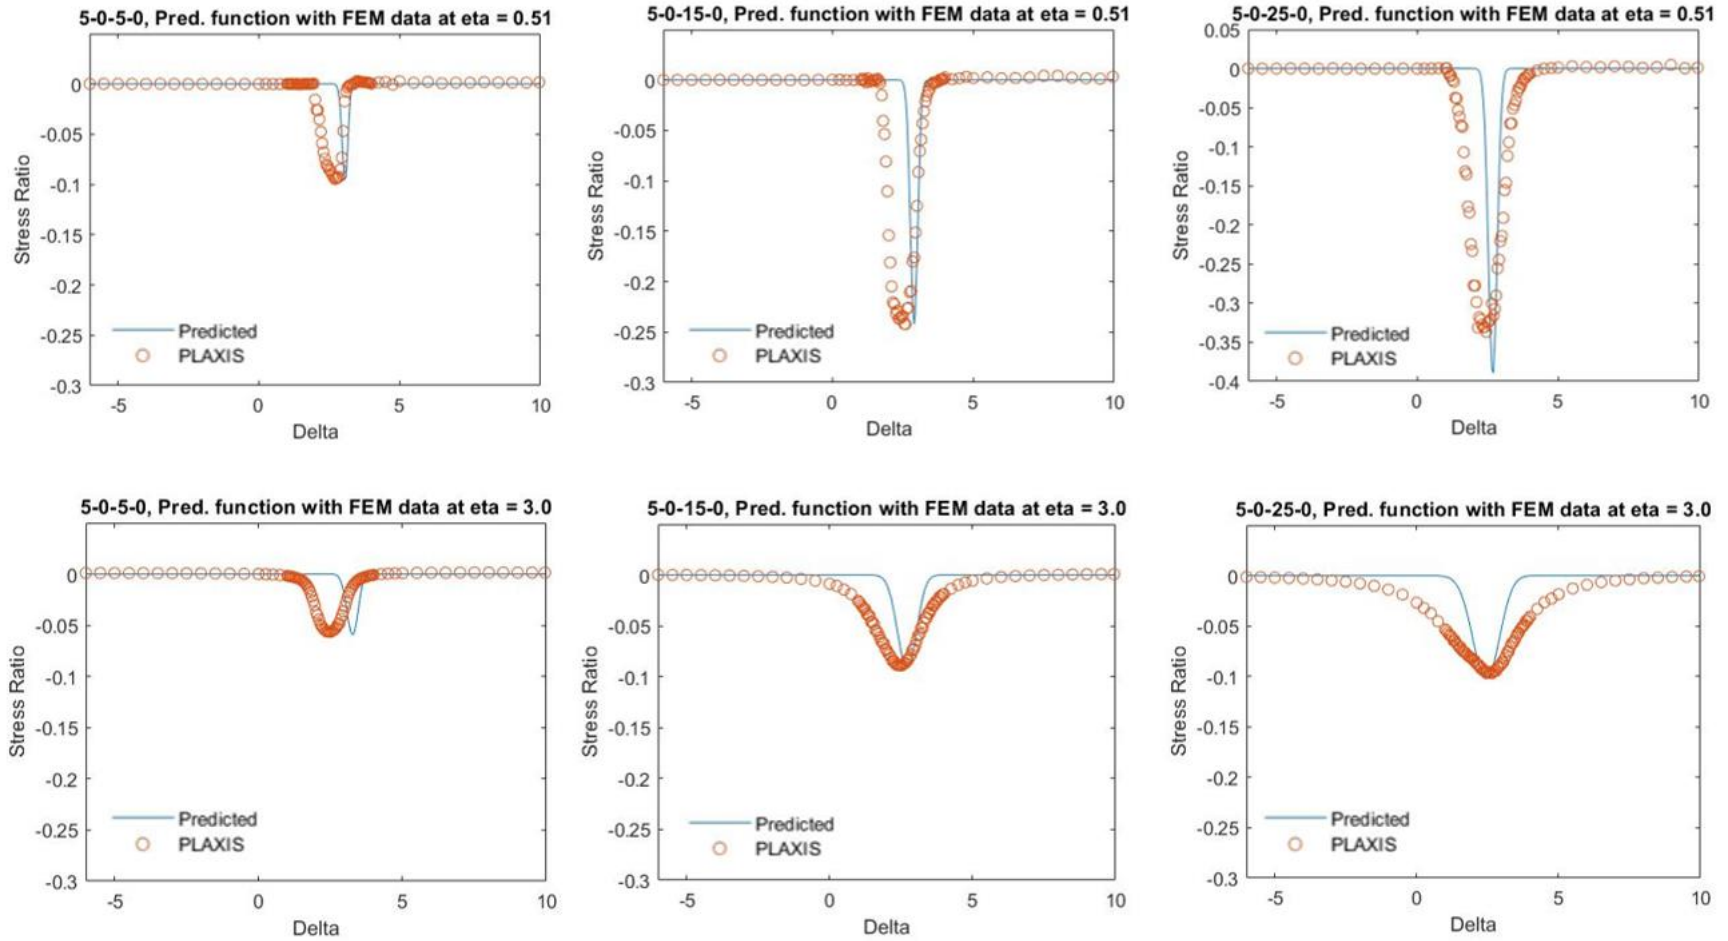 5-0-5-0, Pred. function with FEM data at eta = 0.51
0
-0.05
-0.1
-0.15
-0.2
-0.25
-0.3
Stress Ratio
Predicted
PLAXIS
-5
0
5
10
Delta
5-0-15-0, Pred. function with FEM data at eta = 0.51
0
-0.05
-0.1
-0.15
-0.2
-0.25
-0.3
Stress Ratio
Predicted
PLAXIS
-5
0
5
10
Delta
5-0-25-0, Pred. function with FEM data at eta = 0.51
0.05
0
-0.05
-0.1
-0.15
-0.2
-0.25
-0.3
-0.35
-0.4
Stress Ratio
Predicted
PLAXIS
-5
0
5
10
Delta
5-0-5-0, Pred. function with FEM data at eta = 3.0
0
-0.05
-0.1
-0.15
-0.2
-0.25
-0.3
Stress Ratio
Predicted
PLAXIS
-5
0
5
10
Delta
5-0-15-0, Pred. function with FEM data at eta = 3.0
0
-0.05
-0.1
-0.15
-0.2
-0.25
-0.3
Stress Ratio
Predicted
PLAXIS
-5
0
5
10
Delta
5-0-25-0, Pred. function with FEM data at eta = 3.0
0
-0.05
-0.1
-0.15
-0.2
-0.25
-0.3
Stress Ratio
Predicted
PLAXIS
-5
0
5
10
Delta